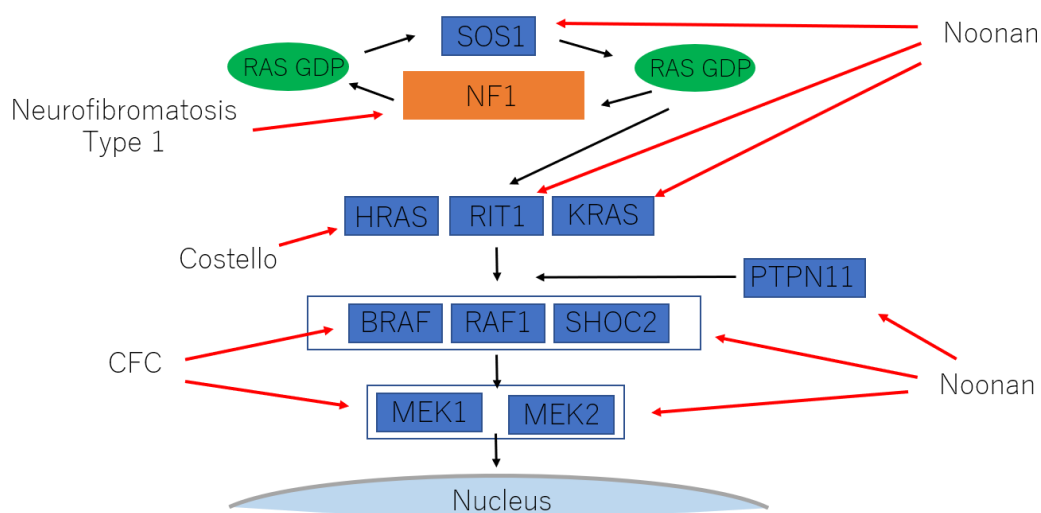 SOS1
Noonan
RAS GDP
RAS GDP
NF1
Neurofibromatosis
Type 1
HRAS
RIT1
KRAS
Costello
PTPN11
BRAF
RAF1
SHOC2
CFC
Noonan
MEK1
MEK2
Nucleus